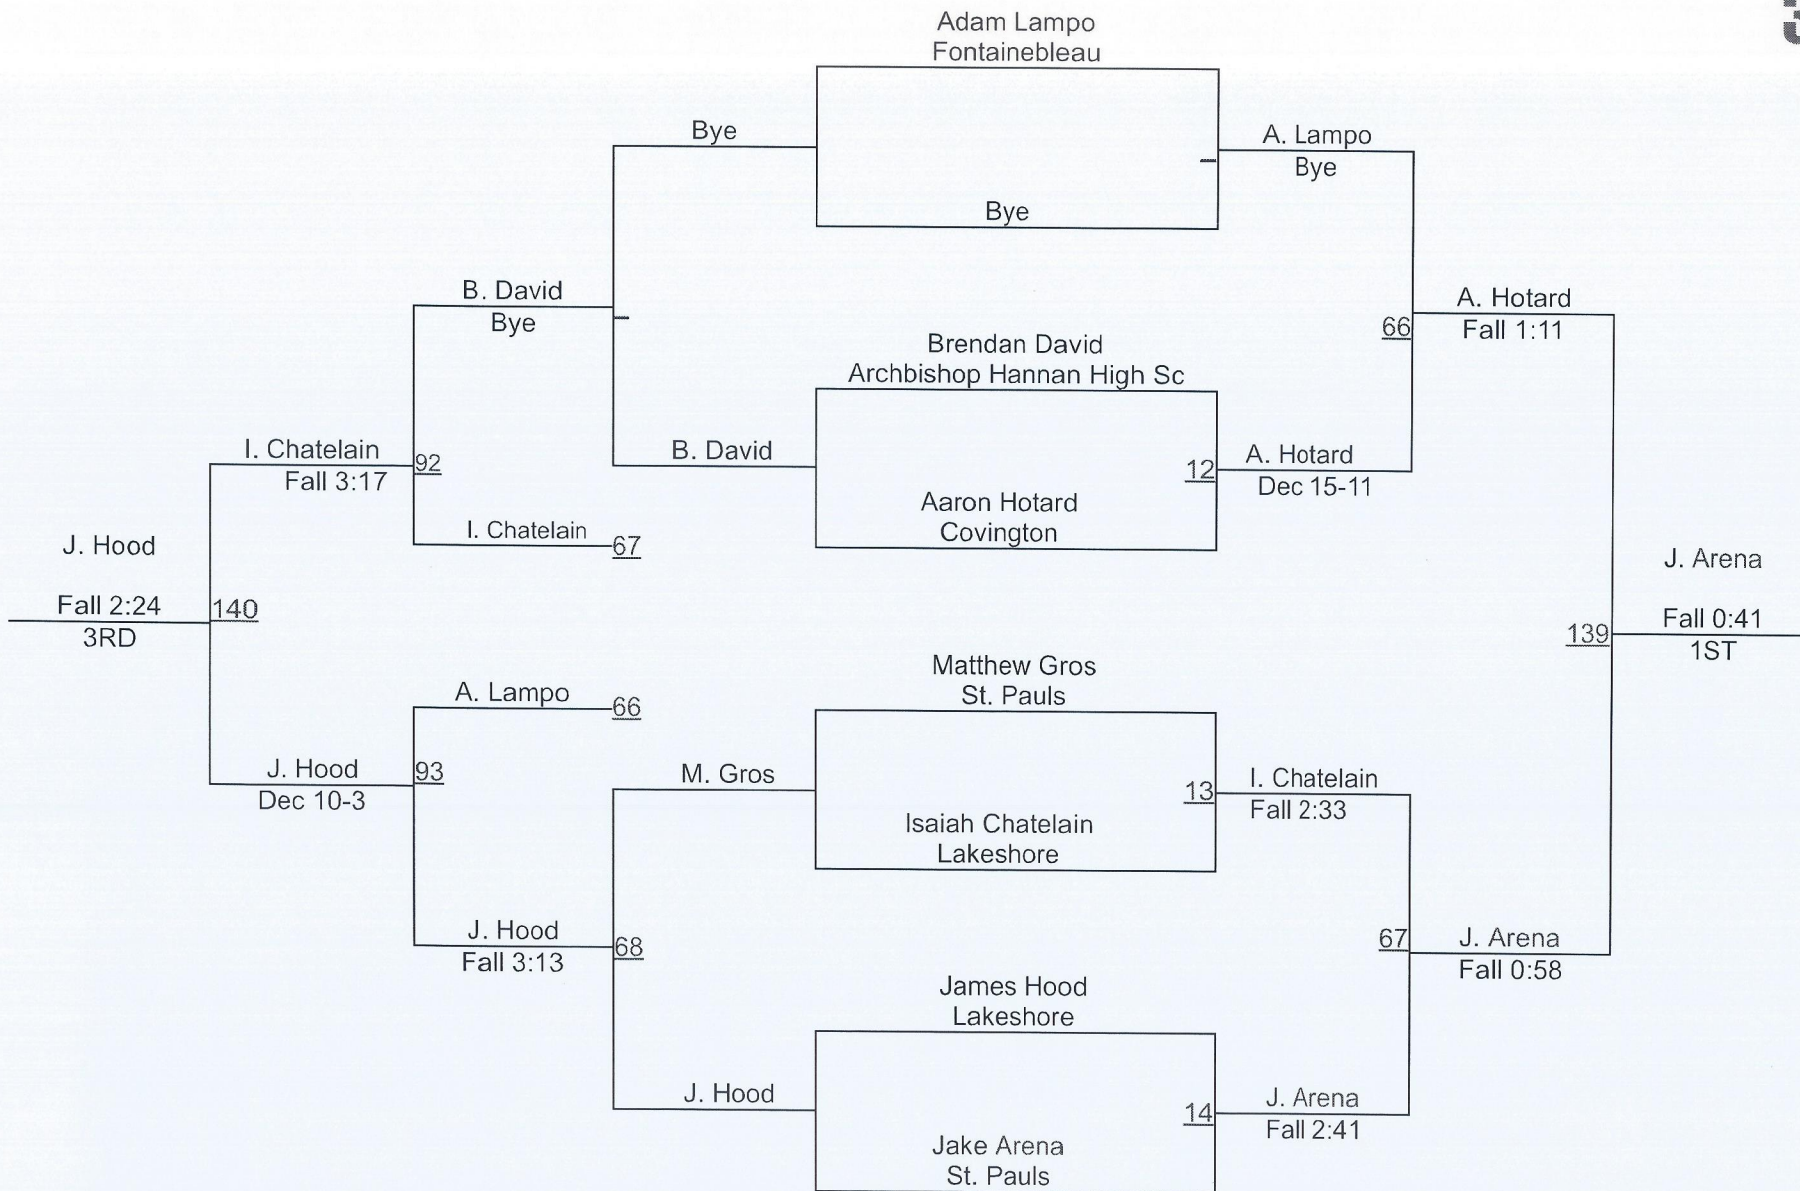 Adam Lampo
Fontainebleau
Bye
A. Lampo
Bye
Bye
B. David
Bye
A. Hotard
Fall 1:11
66
Brendan David
Archbishop Hannan High Sc
I. Chatelain
Fall 3:17
92
B. David
12
A. Hotard
Dec 15-11
Aaron Hotard
Covington
I. Chatelain
67
J. Hood
Fall 2:24
3RD
140
J. Arena
Fall 0:41
1ST
139
Matthew Gros
St. Pauls
A. Lampo
66
J. Hood
Dec 10-3
93
M. Gros
13
I. Chatelain
Fall 2:33
Isaiah Chatelain
Lakeshore
J. Hood
Fall 3:13
68
67
J. Arena
Fall 0:58
James Hood
Lakeshore
J. Hood
14
J. Arena
Fall 2:41
Jake Arena
St. Pauls